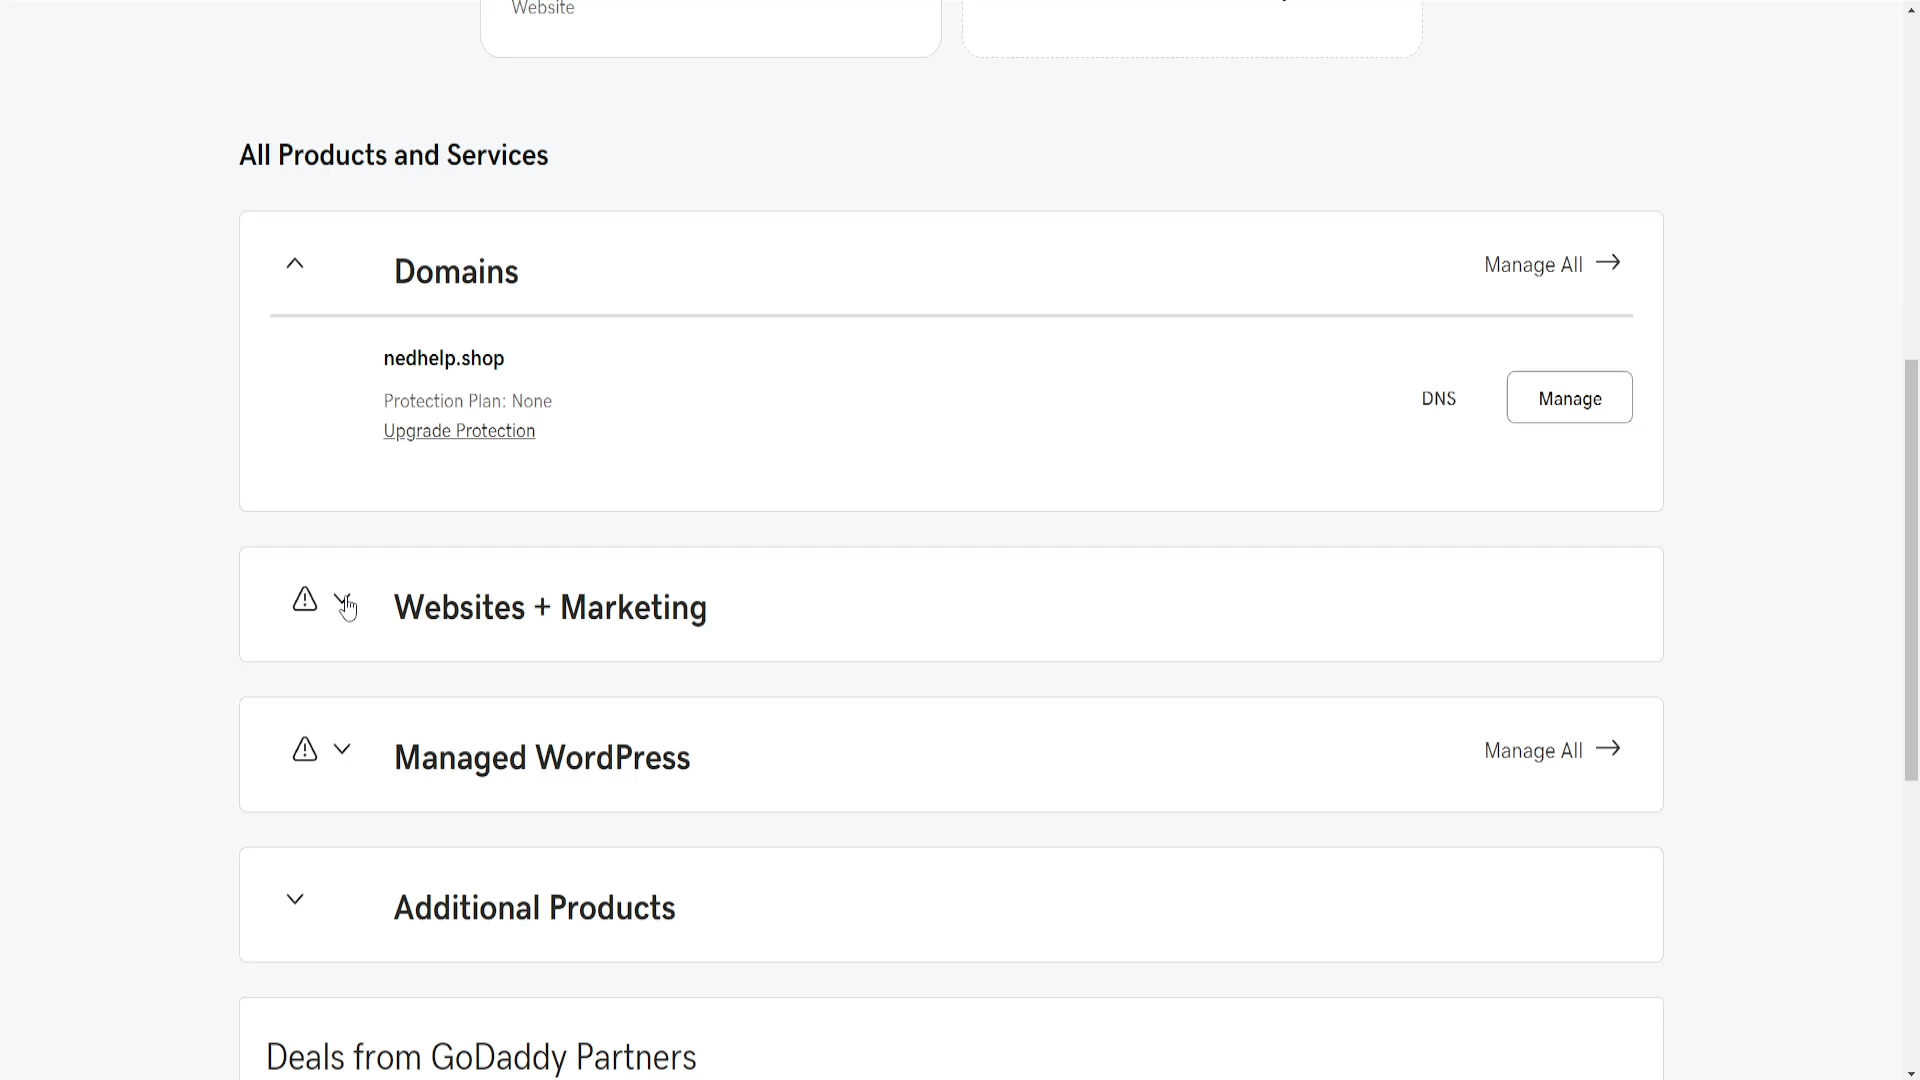 Website
All Products and Services
Domains
Manage All
nedhelp.shop
Protection Plan: None
Upgrade Protection
DNS
Manage
Websites + Marketing
Managed WordPress
Manage All
Additional Products
Deals from GoDaddy Partners